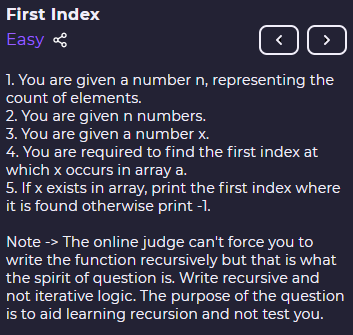 First Index
Easy
1. You are given a number n, representing the
count of elements.
2. You are given n numbers.
3. You are given a number x.
4. You are required to find the first index at
which x occurs in array a.
5. If x exists in array, print the first index where
it is found otherwise print -1.
Note -> The online judge can't force you to
write the function recursively but that is what
the spirit of question is. Write recursive and
not iterative logic. The purpose of the question
is to aid learning recursion and not test you.